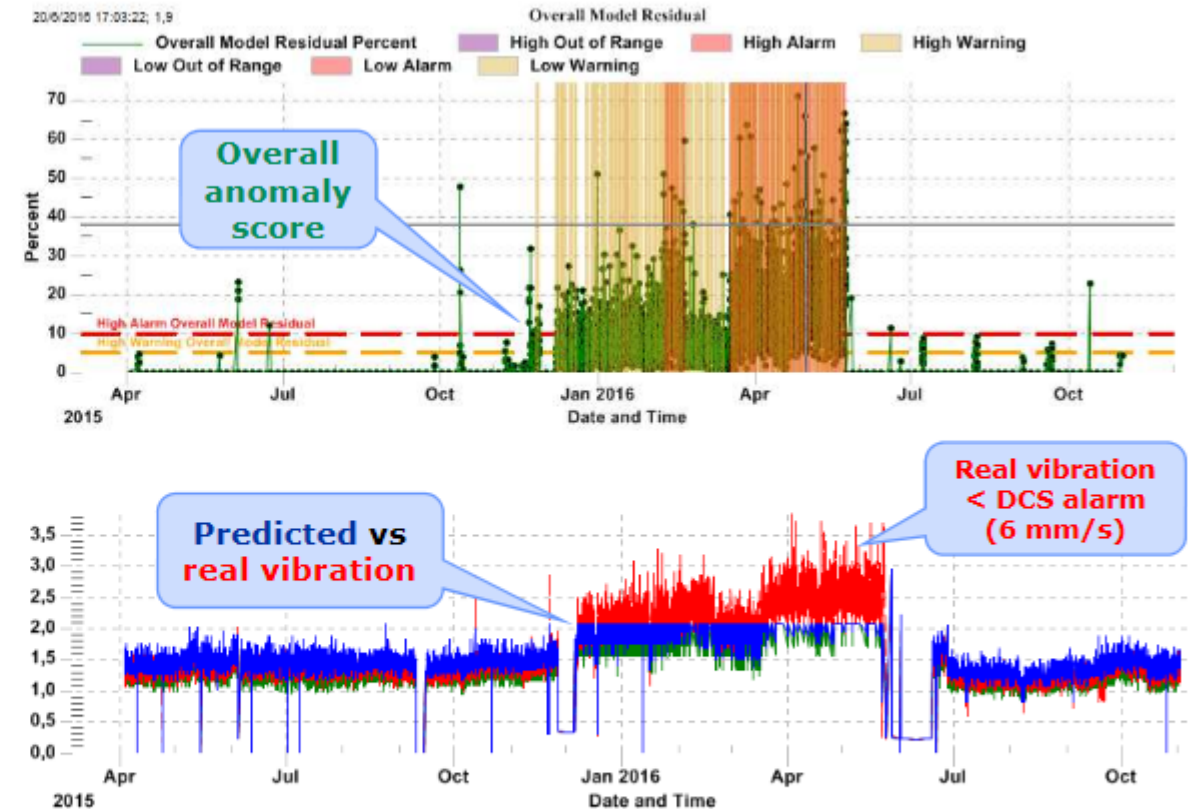 20/6/2016 17:03:22; 1,9
Overall Model Residual
Overall Model Residual Percent High Out of Range High Alarm High Warning
Low Out of Range Low Alarm Low Warning
70
60
50
40
30
20
10
0
Percent
Overall
anomaly
score
High Alarm Overall Model Residual
High Warning Overall Model Residual
Apr Jul Oct Jan 2016 Apr Jul Oct
2015 Date and Time
Real vibration
< DCS alarm
(6 mm/s)
Predicted vs
real vibration
3,5
3,0
2,5
2,0
1,5
1,0
0,5
0,0
Apr Jul Oct Jan 2016 Apr Jul Oct
2015 Date and Time